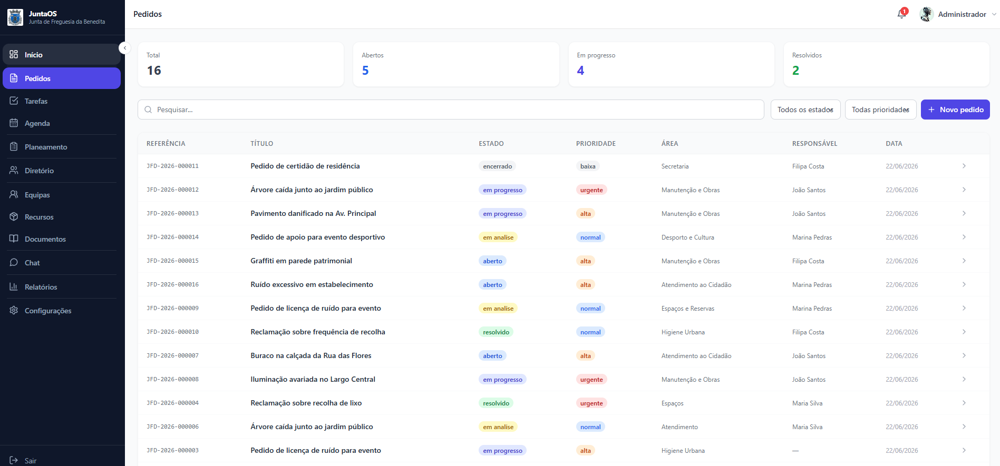 JuntaOS
Junta de Freguesia da Benedita
Início
Pedidos
Tarefas
Agenda
Planeamento
Diretório
Equipas
Recursos
Documentos
Chat
Relatórios
Configurações
Sair
Pedidos
1
Administrador
Total
16
Abertos
5
Em progresso
4
Resolvidos
2
Pesquisar...
Todos os estados
Todas prioridades
+ Novo pedido
REFERÊNCIA TÍTULO ESTADO PRIORIDADE ÁREA RESPONSÁVEL DATA
JFD-2026-000011 Pedido de certidão de residência encerrado baixa Secretaria Filipa Costa 22/06/2026
JFD-2026-000012 Árvore caída junto ao jardim público em progresso urgente Manutenção e Obras João Santos 22/06/2026
JFD-2026-000013 Pavimento danificado na Av. Principal em progresso alta Manutenção e Obras João Santos 22/06/2026
JFD-2026-000014 Pedido de apoio para evento desportivo em analise normal Desporto e Cultura Marina Pedras 22/06/2026
JFD-2026-000015 Graffiti em parede patrimonial aberto alta Manutenção e Obras Filipa Costa 22/06/2026
JFD-2026-000016 Ruído excessivo em estabelecimento aberto alta Atendimento ao Cidadão Marina Pedras 22/06/2026
JFD-2026-000009 Pedido de licença de ruído para evento em analise normal Espaços e Reservas Marina Pedras 22/06/2026
JFD-2026-000010 Reclamação sobre frequência de recolha resolvido normal Higiene Urbana Filipa Costa 22/06/2026
JFD-2026-000007 Buraco na calçada da Rua das Flores aberto alta Atendimento ao Cidadão João Santos 22/06/2026
JFD-2026-000008 Iluminação avariada no Largo Central em progresso urgente Manutenção e Obras João Santos 22/06/2026
JFD-2026-000004 Reclamação sobre recolha de lixo resolvido urgente Espaços Maria Silva 22/06/2026
JFD-2026-000006 Árvore caída junto ao jardim público em analise normal Atendimento Maria Silva 22/06/2026
JFD-2026-000003 Pedido de licença de ruído para evento em progresso alta Higiene Urbana — 22/06/2026